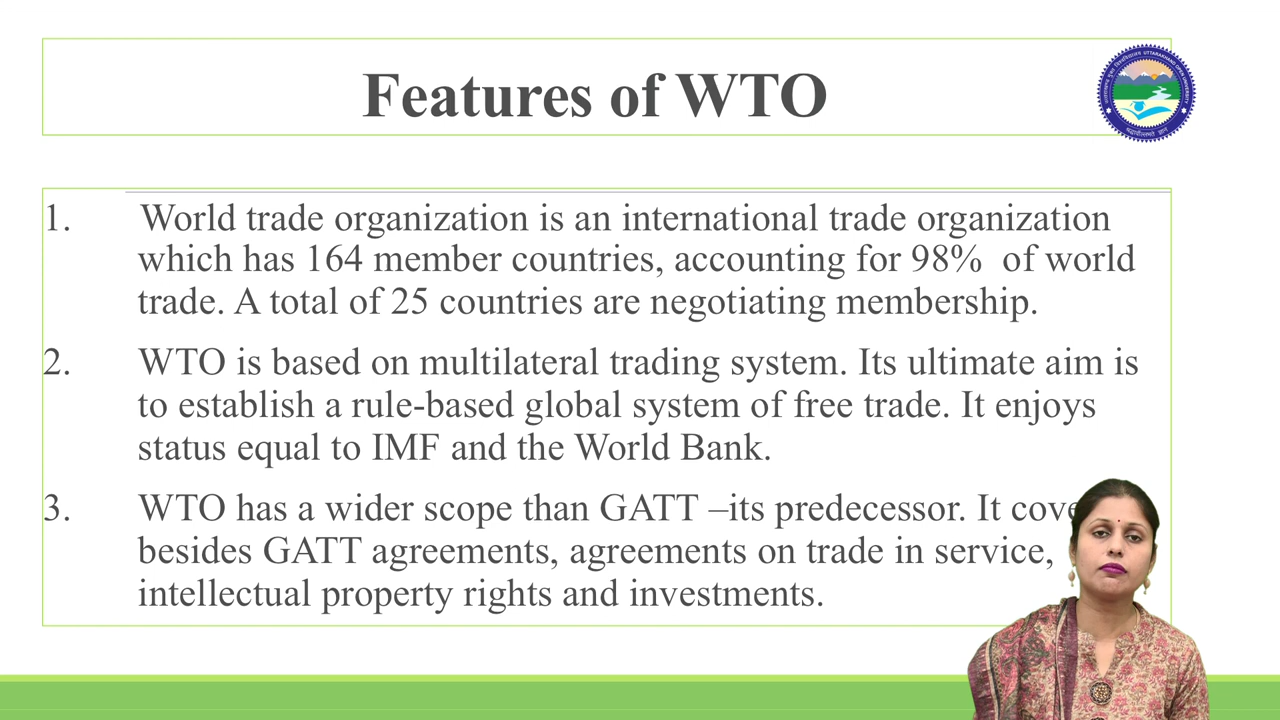 Features of WTO
1. World trade organization is an international trade organization
which has 164 member countries, accounting for 98% of world
trade. A total of 25 countries are negotiating membership.
2. WTO is based on multilateral trading system. Its ultimate aim is
to establish a rule-based global system of free trade. It enjoys
status equal to IMF and the World Bank.
3. WTO has a wider scope than GATT –its predecessor. It
besides GATT agreements, agreements on trade in service,
intellectual property rights and investments.